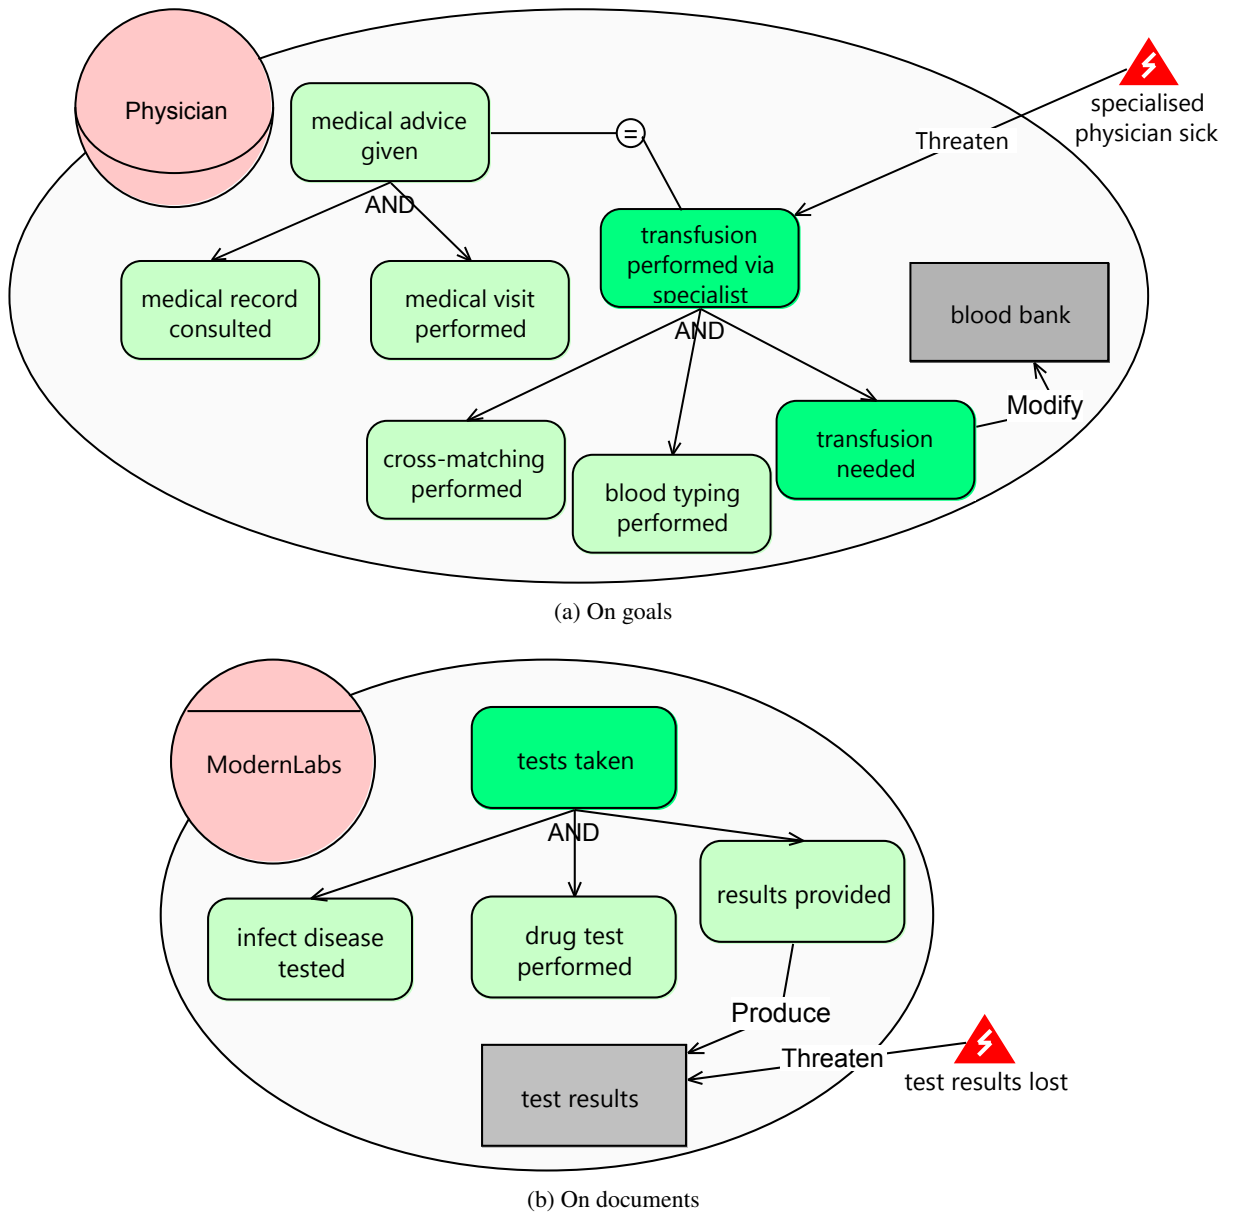 Physician
medical advice
given
=
AND
medical record
consulted
medical visit
performed
specialised
physician sick
Threaten
transfusion
performed via
specialist
AND
blood bank
Modify
cross-matching
performed
blood typing
performed
transfusion
needed
(a) On goals
ModernLabs
tests taken
AND
infect disease
tested
drug test
performed
results provided
Produce
Threaten
test results
test results lost
(b) On documents